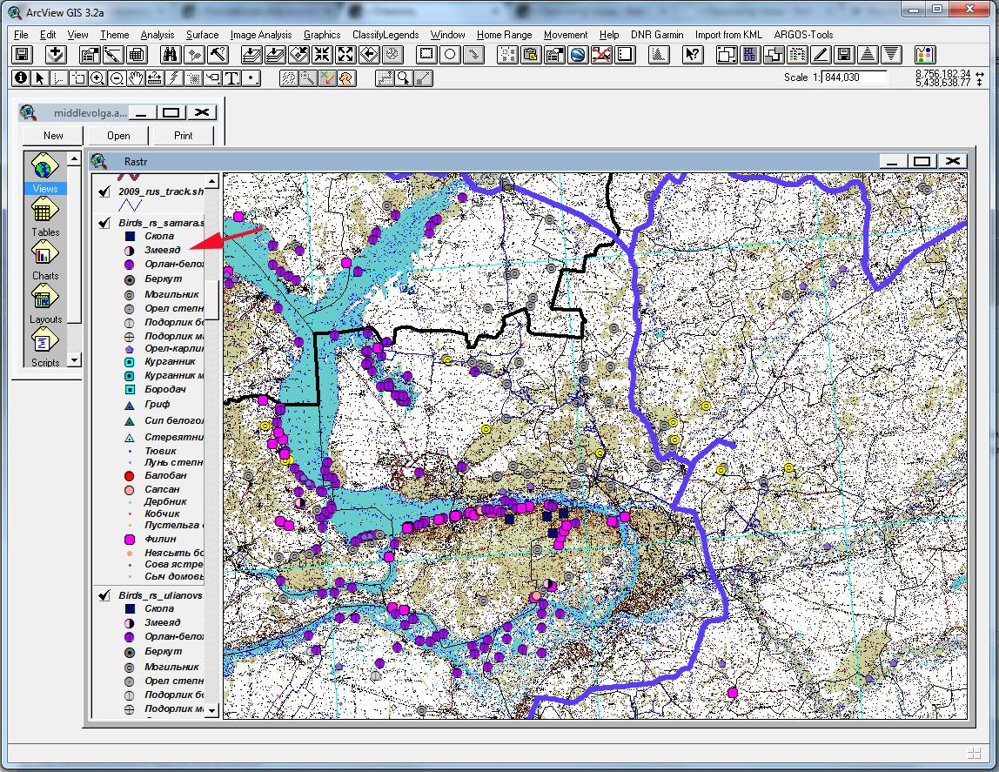 ArcView GIS 3.2a
File Edit View Theme Analysis Surface Image Analysis Graphics ClassifyLegends Window Home Range Movement Help DNR Garmin Import from KML ARGOS-Tools
Scale 1: 844,030
8,756,182.34
5,438,638.77
middlevolga.a...
New Open Print
Views
Tables
Charts
Layouts
Scripts
Rastr
2009_rus_track.sh
Birds_rs_samara.s
Скопа
Змееяд
Орлан-бело
Беркут
Могильник
Орел степн
Подорлик бо
Подорлик ма
Орел-карли
Курганник
Курганник м
Бородач
Гриф
Сип белогол
Стервятни
Тювик
Лунь степн
Балобан
Сапсан
Дербник
Кобчик
Пустельга
Филин
Неясыть бо
Сова ястре
Сыч домовы
Birds_rs_ulianovs
Скопа
Змееяд
Орлан-бело
Беркут
Могильник
Орел степн
Подорлик бо
Подорлик ма